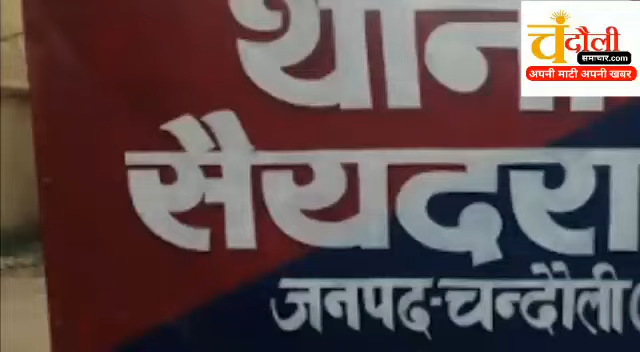 थाना
सैयदरा
जनपद-चन्दौली(
चंदौली
समाचार.com
अपनी माटी अपनी खबर